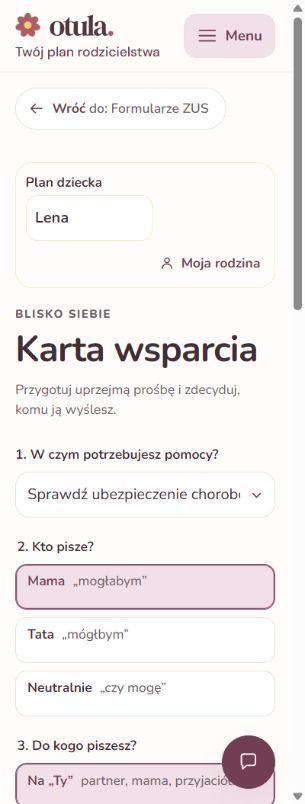 otula.
Twój plan rodzicielstwa
Menu
Wróć do: Formularze ZUS
Plan dziecka
Lena
Moja rodzina
BLISKO SIEBIE
Karta wsparcia
Przygotuj uprzejmą prośbę i zdecyduj,
komu ją wyślesz.
1. W czym potrzebujesz pomocy?
Sprawdź ubezpieczenie
2. Kto pisze?
Mama „mogłabym”
Tata „mógłbym”
Neutralnie „czy mogę”
3. Do kogo piszesz?
Na „Ty” partner, mama,